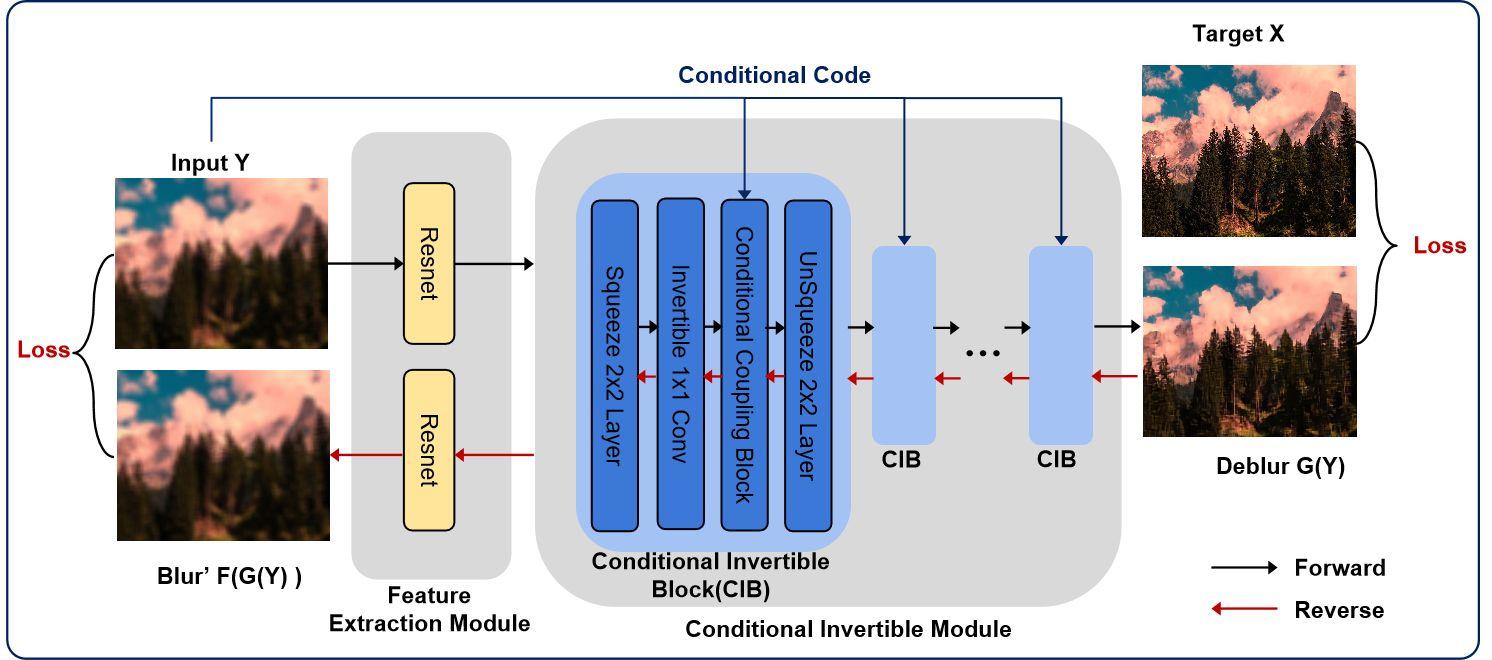 Target X
Conditional Code
Input Y
Resnet
Squeeze 2x2 Layer
Invertible 1x1 Conv
Conditional Coupling Block
UnSqueeze 2x2 Layer
Loss
Loss
...
Resnet
CIB
CIB
Deblur G(Y)
Conditional Invertible
Block(CIB)
Blur’ F(G(Y) )
Feature
Extraction Module
Conditional Invertible Module
Forward
Reverse